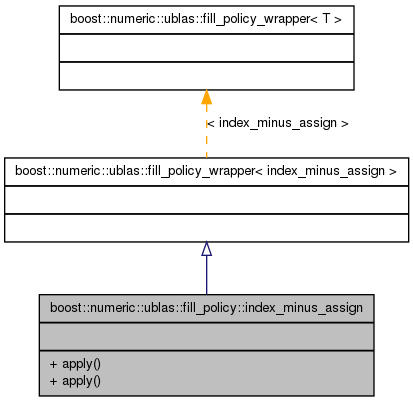 boost::numeric::ublas::fill_policy_wrapper< T >
< index_minus_assign >
boost::numeric::ublas::fill_policy_wrapper< index_minus_assign >
boost::numeric::ublas::fill_policy::index_minus_assign
+ apply()
+ apply()